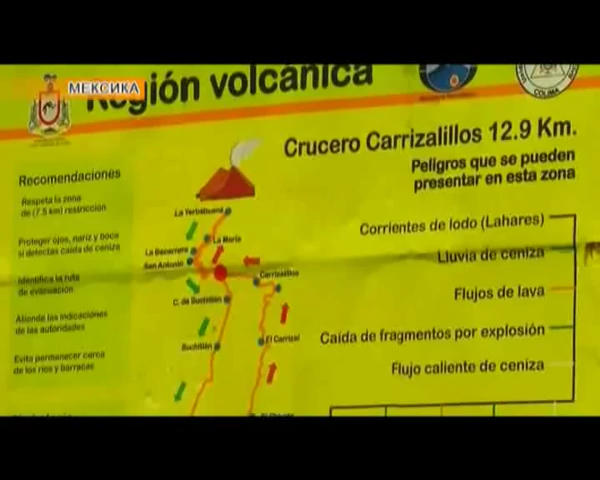 МЕКСИКА
Región volcánica
COLIMA
Crucero Carrizalillos 12.9 Km.
Peligros que se pueden
presentar en esta zona
Recomendaciones
Respeta la zona
de (7.5 km) restricción
Proteger ojos, nariz y boca
si detectas caída de ceniza
Identifica la ruta
de evacuación
Atiende las indicaciones
de las autoridades
Evita permanecer cerca
de los ríos y barracas
La Yerbabuena
La María
La Becerrera
San Antonio
Carrizalillos
C. de Suchitlán
Suchitlán
El Carrizal
Corrientes de lodo (Lahares)
Lluvia de ceniza
Flujos de lava
Caída de fragmentos por explosión
Flujo caliente de ceniza